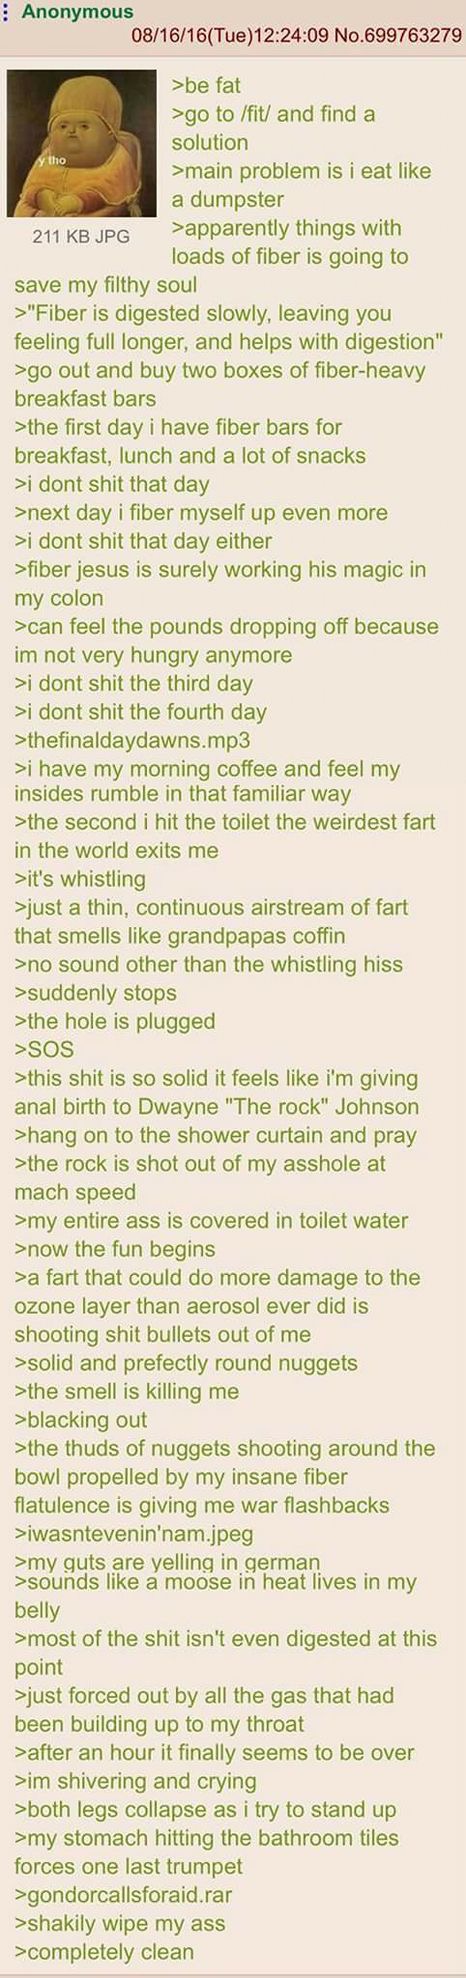 Anonymous
08/16/16(Tue)12:24:09 No.699763279
y tho
211 KB JPG
>be fat
>go to /fit/ and find a
solution
>main problem is i eat like
a dumpster
>apparently things with
loads of fiber is going to
save my filthy soul
>"Fiber is digested slowly, leaving you
feeling full longer, and helps with digestion"
>go out and buy two boxes of fiber-heavy
breakfast bars
>the first day i have fiber bars for
breakfast, lunch and a lot of snacks
>i dont shit that day
>next day i fiber myself up even more
>i dont shit that day either
>fiber jesus is surely working his magic in
my colon
>can feel the pounds dropping off because
im not very hungry anymore
>i dont shit the third day
>i dont shit the fourth day
>thefinaldaydawns.mp3
>i have my morning coffee and feel my
insides rumble in that familiar way
>the second i hit the toilet the weirdest fart
in the world exits me
>it's whistling
>just a thin, continuous airstream of fart
that smells like grandpapas coffin
>no sound other than the whistling hiss
>suddenly stops
>the hole is plugged
>SOS
>this shit is so solid it feels like i'm giving
anal birth to Dwayne "The rock" Johnson
>hang on to the shower curtain and pray
>the rock is shot out of my asshole at
mach speed
>my entire ass is covered in toilet water
>now the fun begins
>a fart that could do more damage to the
ozone layer than aerosol ever did is
shooting shit bullets out of me
>solid and prefectly round nuggets
>the smell is killing me
>blacking out
>the thuds of nuggets shooting around the
bowl propelled by my insane fiber
flatulence is giving me war flashbacks
>iwasntevenin'nam.jpeg
>my guts are yelling in german
>sounds like a moose in heat lives in my
belly
>most of the shit isn't even digested at this
point
>just forced out by all the gas that had
been building up to my throat
>after an hour it finally seems to be over
>im shivering and crying
>both legs collapse as i try to stand up
>my stomach hitting the bathroom tiles
forces one last trumpet
>gondorcallsforaid.rar
>shakily wipe my ass
>completely clean